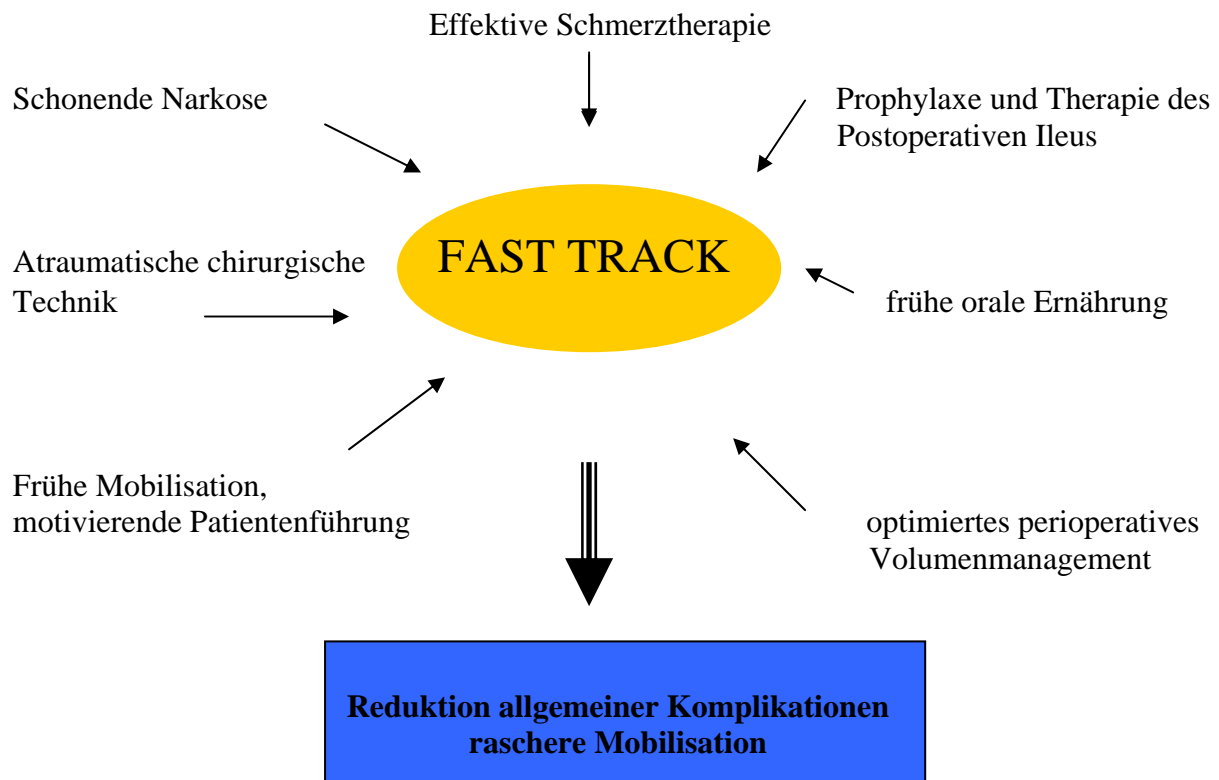 Effektive Schmerztherapie
Schonende Narkose
Prophylaxe und Therapie des
Postoperativen Ileus
FAST TRACK
Atraumatische chirurgische
Technik
frühe orale Ernährung
Frühe Mobilisation,
motivierende Patientenführung
optimiertes perioperatives
Volumenmanagement
Reduktion allgemeiner Komplikationen
raschere Mobilisation